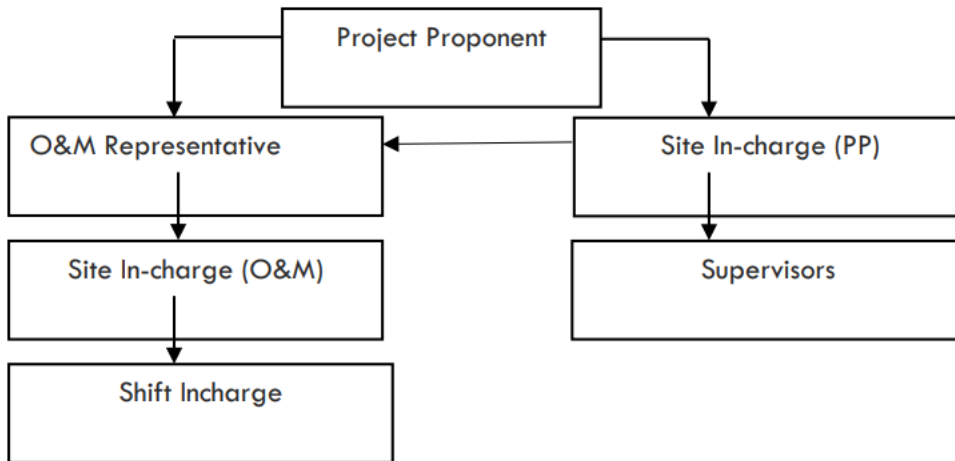 Project Proponent
O&M Representative
Site In-charge (PP)
Site In-charge (O&M)
Supervisors
Shift Incharge